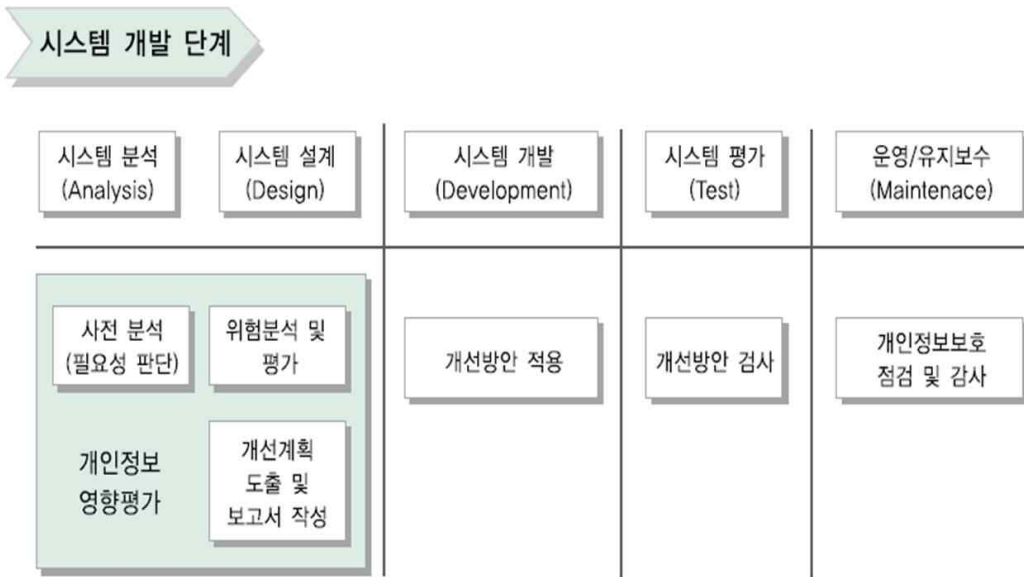 시스템 개발 단계
시스템 분석
(Analysis)
시스템 설계
(Design)
시스템 개발
(Development)
시스템 평가
(Test)
운영/유지보수
(Maintenace)
사전 분석
(필요성 판단)
위험분석 및
평가
개인정보
영향평가
개선계획
도출 및
보고서 작성
개선방안 적용
개선방안 검사
개인정보보호
점검 및 감사